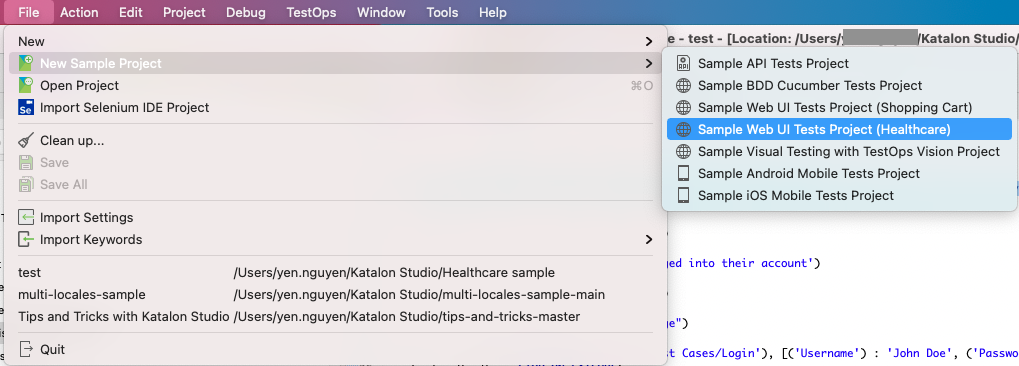 File Action Edit Project Debug TestOps Window Tools Help
e - test - [Location: /Users/y /Katalon Studio/
New
New Sample Project
Open Project ⌘O
Import Selenium IDE Project
Clean up...
Save
Save All
Import Settings
Import Keywords
test /Users/yen.nguyen/Katalon Studio/Healthcare sample
multi-locales-sample /Users/yen.nguyen/Katalon Studio/multi-locales-sample-main
Tips and Tricks with Katalon Studio /Users/yen.nguyen/Katalon Studio/tips-and-tricks-master
Quit
Sample API Tests Project
Sample BDD Cucumber Tests Project
Sample Web UI Tests Project (Shopping Cart)
Sample Web UI Tests Project (Healthcare)
Sample Visual Testing with TestOps Vision Project
Sample Android Mobile Tests Project
Sample iOS Mobile Tests Project
ged into their account')
ge")
st Cases/Login'), [('Username') : 'John Doe', ('Passwo